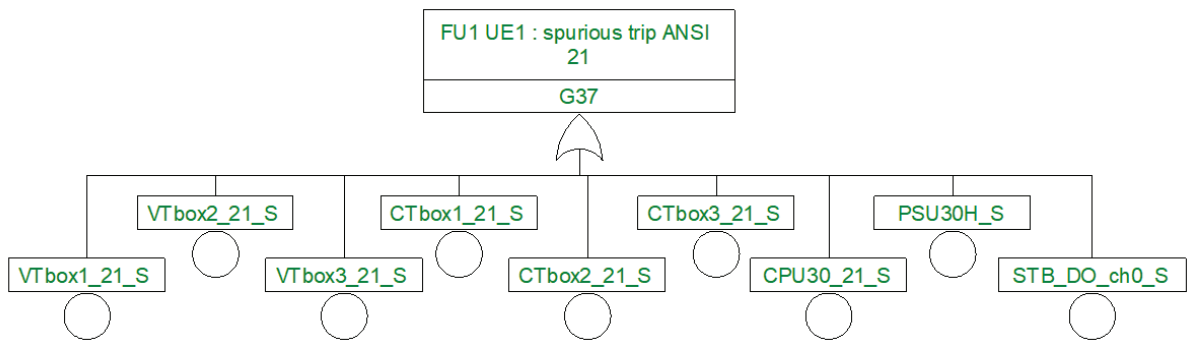 FU1 UE1 : spurious trip ANSI
21
G37
VTbox2_21_S
CTbox1_21_S
CTbox3_21_S
PSU30H_S
VTbox1_21_S
VTbox3_21_S
CTbox2_21_S
CPU30_21_S
STB_DO_ch0_S